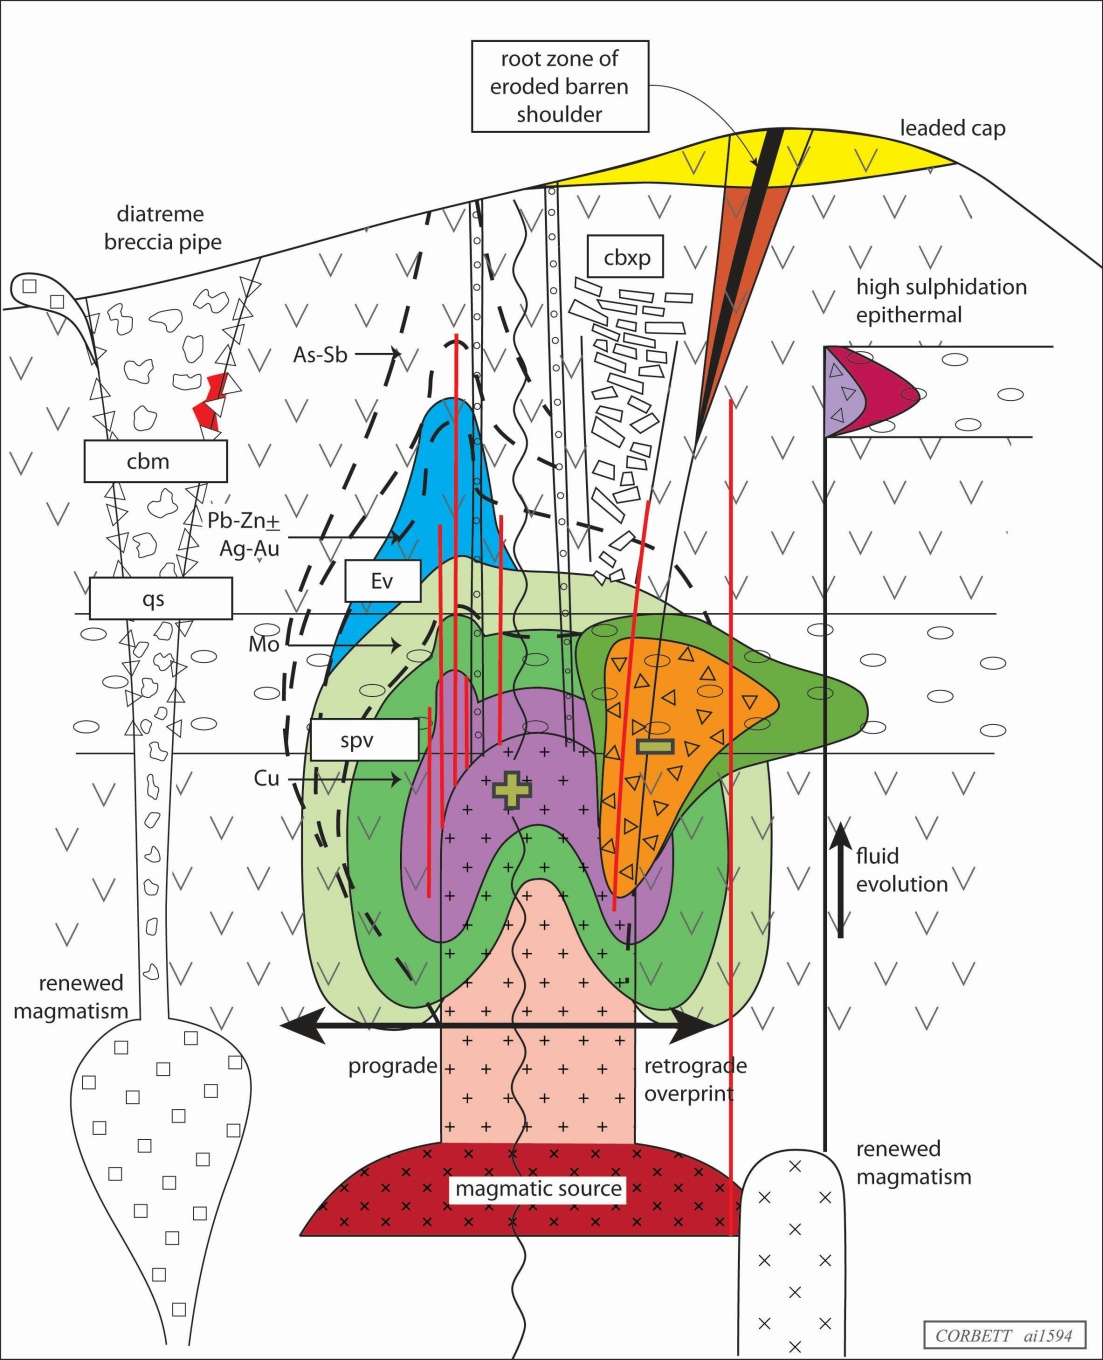 root zone of
eroded barren
shoulder
leaded cap
diatreme
breccia pipe
cbxp
high sulphidation
epithermal
As-Sb
cbm
Pb-Zn±
Ag-Au
Ev
qs
Mo
spv
Cu
fluid
evolution
renewed
magmatism
prograde
retrograde
overprint
renewed
magmatism
magmatic source
CORBETT ai1594